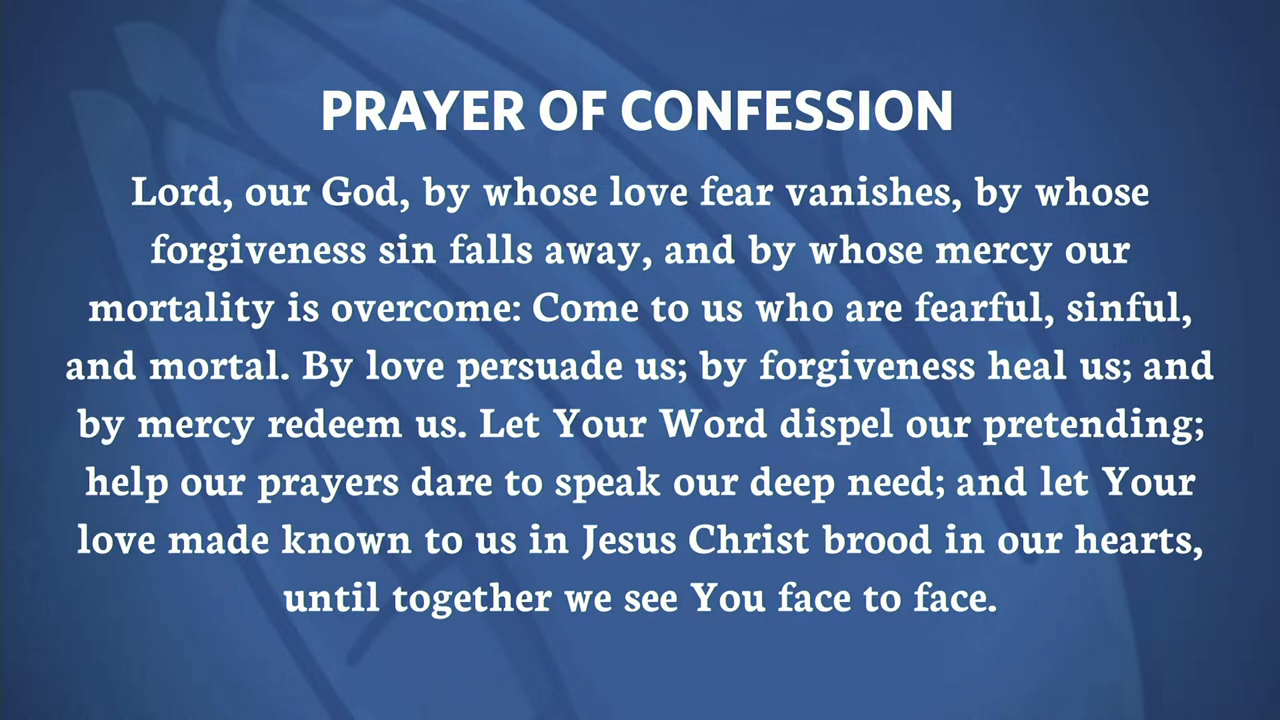 PRAYER OF CONFESSION
Lord, our God, by whose love fear vanishes, by whose
forgiveness sin falls away, and by whose mercy our
mortality is overcome: Come to us who are fearful, sinful,
and mortal. By love persuade us; by forgiveness heal us; and
by mercy redeem us. Let Your Word dispel our pretending;
help our prayers dare to speak our deep need; and let Your
love made known to us in Jesus Christ brood in our hearts,
until together we see You face to face.